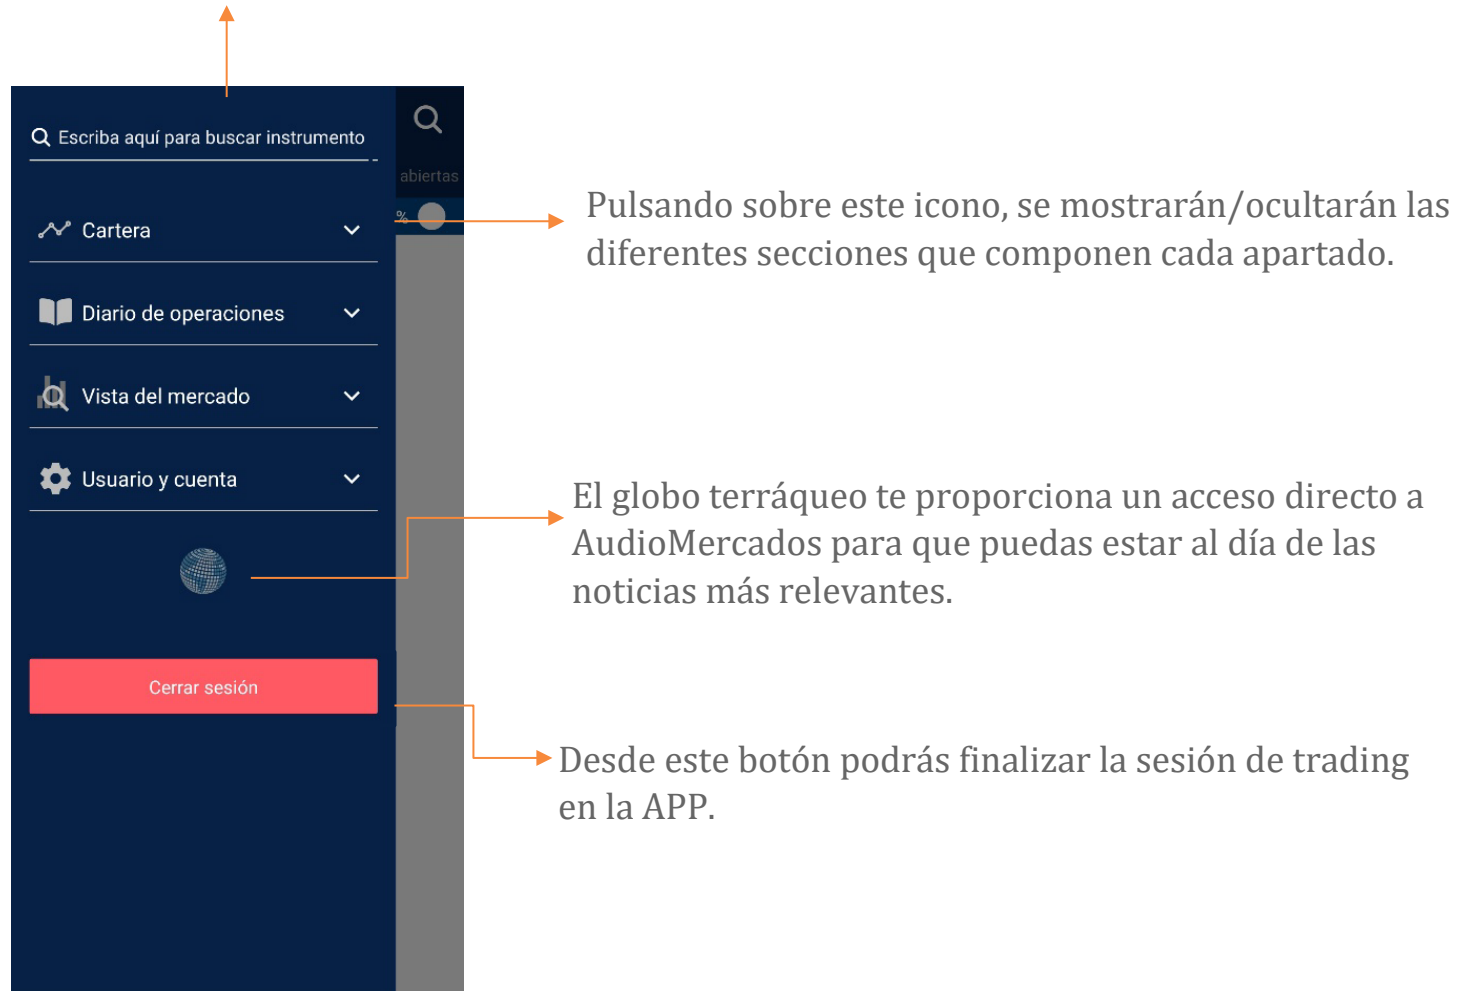 Escriba aquí para buscar instrumento
abiertas
Cartera
%
Diario de operaciones
Vista del mercado
Usuario y cuenta
Cerrar sesión
Pulsando sobre este icono, se mostrarán/ocultarán las
diferentes secciones que componen cada apartado.
El globo terráqueo te proporciona un acceso directo a
AudioMercados para que puedas estar al día de las
noticias más relevantes.
Desde este botón podrás finalizar la sesión de trading
en la APP.